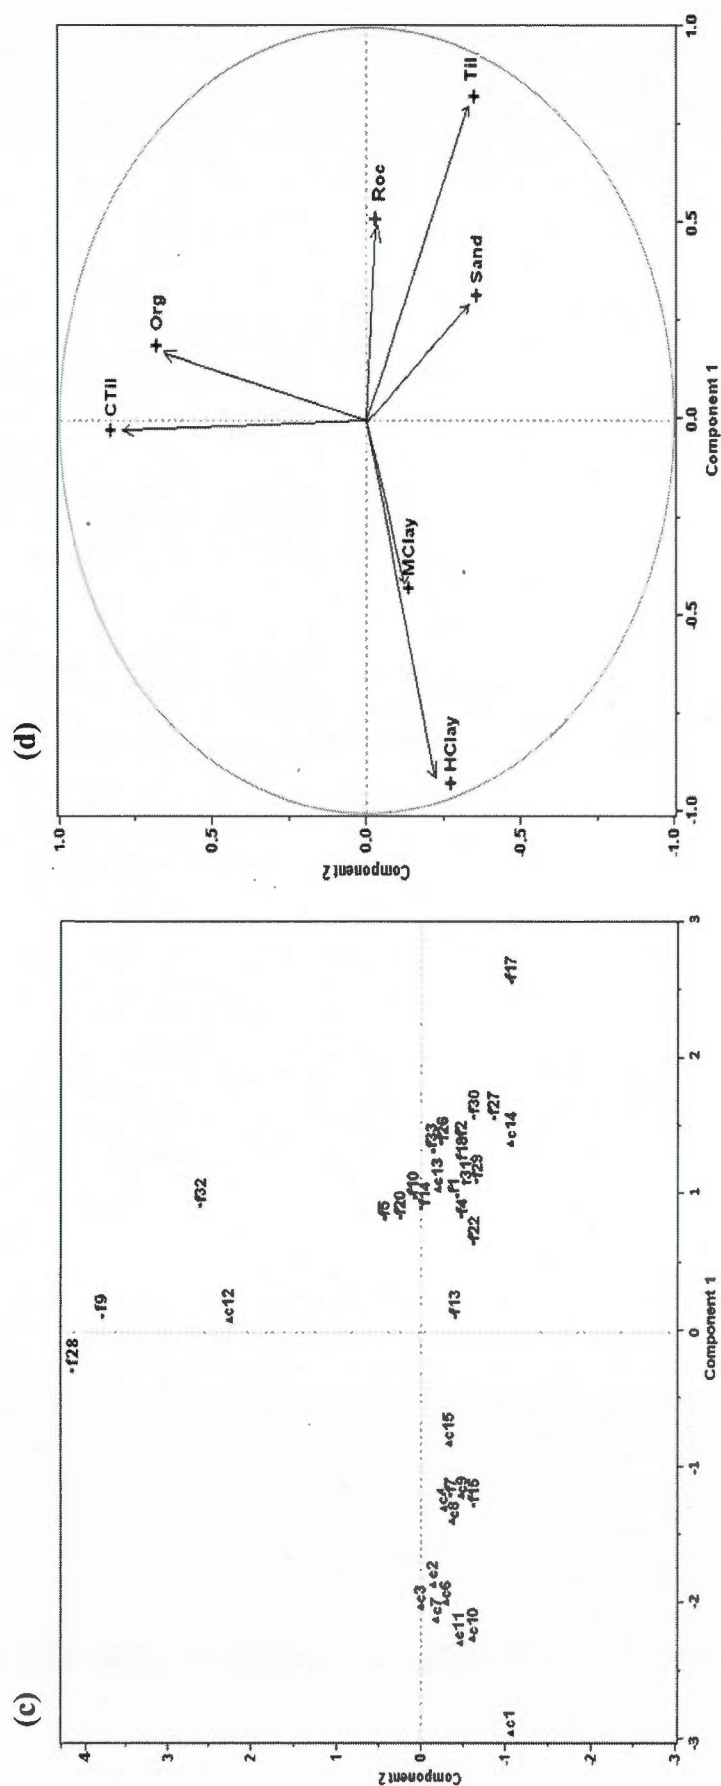 (c)
4
3
2
1
0
-1
-2
-3
Component 2
f28
f9
f32
c12
f5
f20
f10
f14
f33
f26
c13
f1
f18
f2
f4
f31
f30
f29
f22
f27
c14
f17
f13
c15
c4
f7
c8
c9
f15
c3
c2
c7
c6
c11
c10
c1
-3
-2
-1
0
1
2
3
Component 1
(d)
1.0
0.5
0.0
-0.5
-1.0
Component 2
CTil
Org
Roc
Til
Sand
MClay
HClay
-1.0
-0.5
0.0
0.5
1.0
Component 1